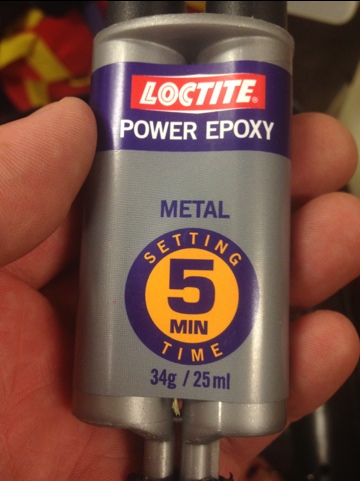 LOCTITE®
POWER EPOXY
METAL
SETTING
5
MIN
TIME
34g / 25ml